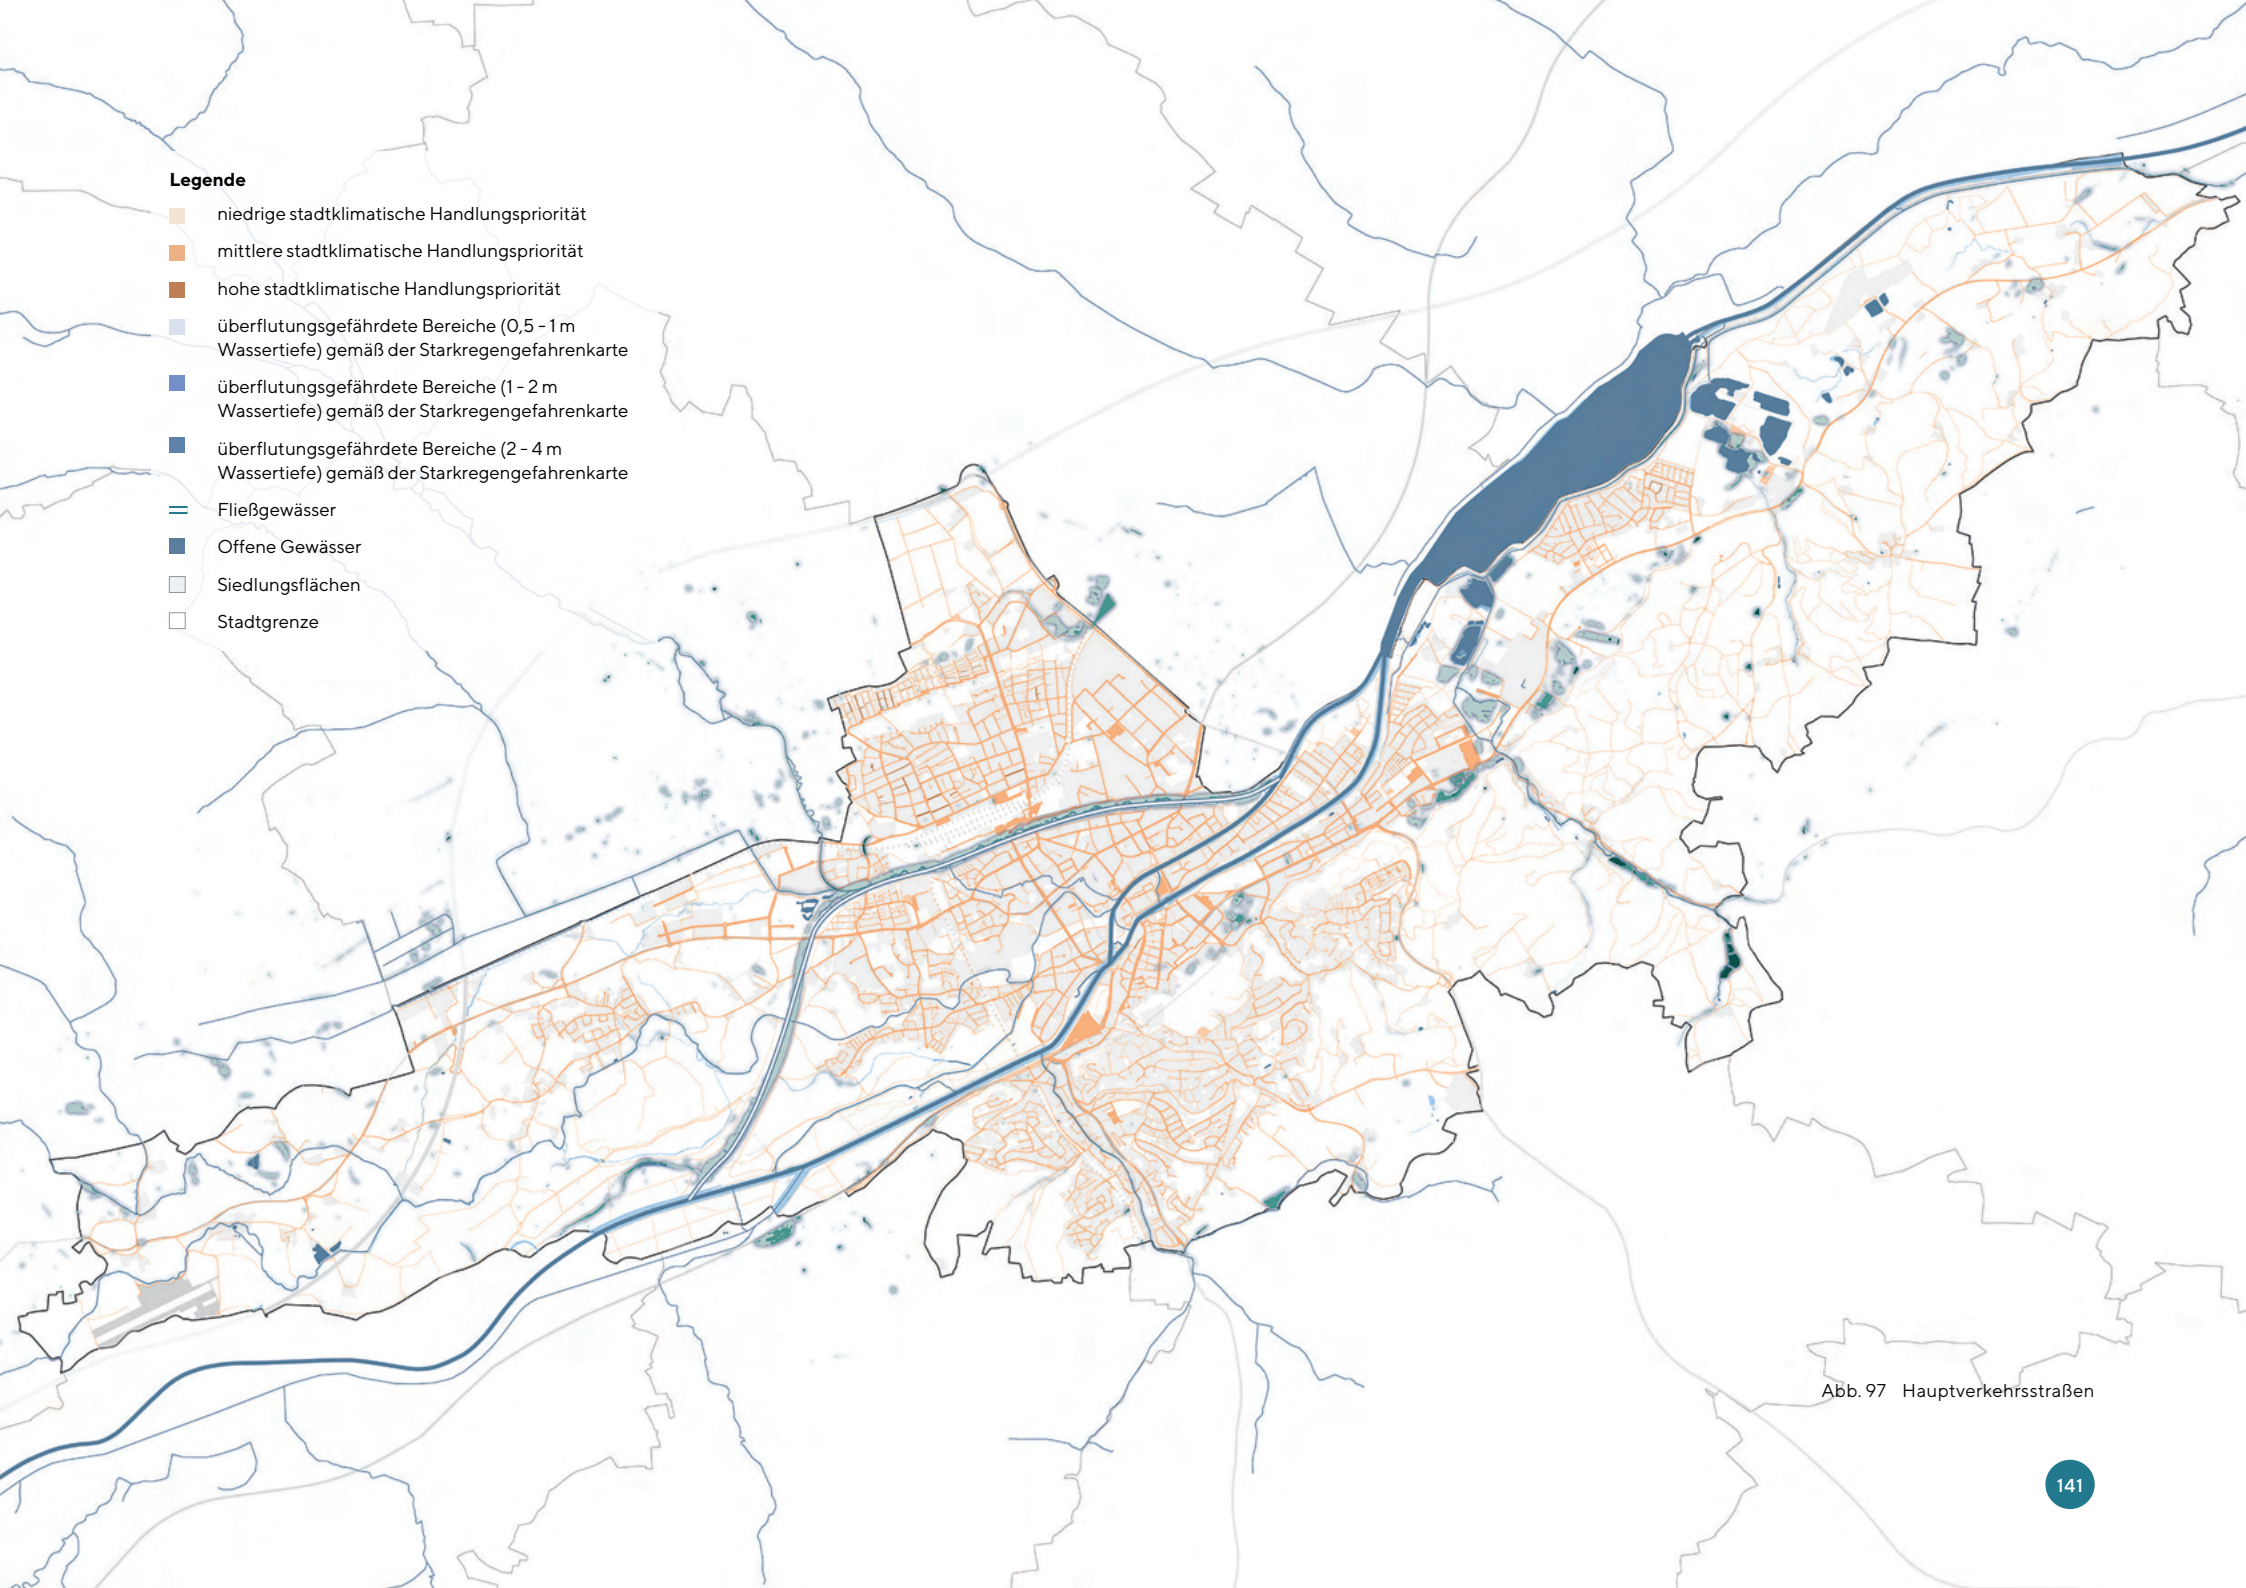 Legende
niedrige stadtklimatische Handlungspriorität
mittlere stadtklimatische Handlungspriorität
hohe stadtklimatische Handlungspriorität
überflutungsgefährdete Bereiche (0,5 - 1 m
Wassertiefe) gemäß der Starkregengefahrenkarte
überflutungsgefährdete Bereiche (1 - 2 m
Wassertiefe) gemäß der Starkregengefahrenkarte
überflutungsgefährdete Bereiche (2 - 4 m
Wassertiefe) gemäß der Starkregengefahrenkarte
Fließgewässer
Offene Gewässer
Siedlungsflächen
Stadtgrenze
Abb. 97 Hauptverkehrsstraßen
141